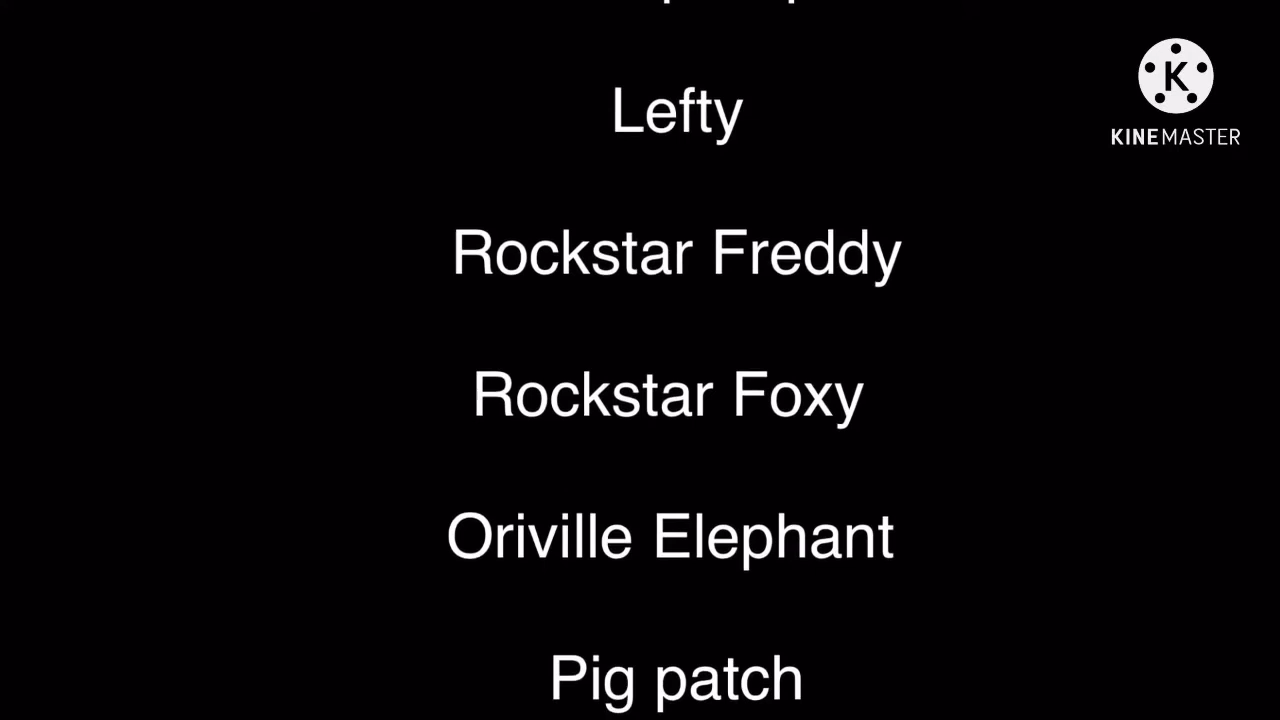 Lefty
KINEMASTER
Rockstar Freddy
Rockstar Foxy
Oriville Elephant
Pig patch